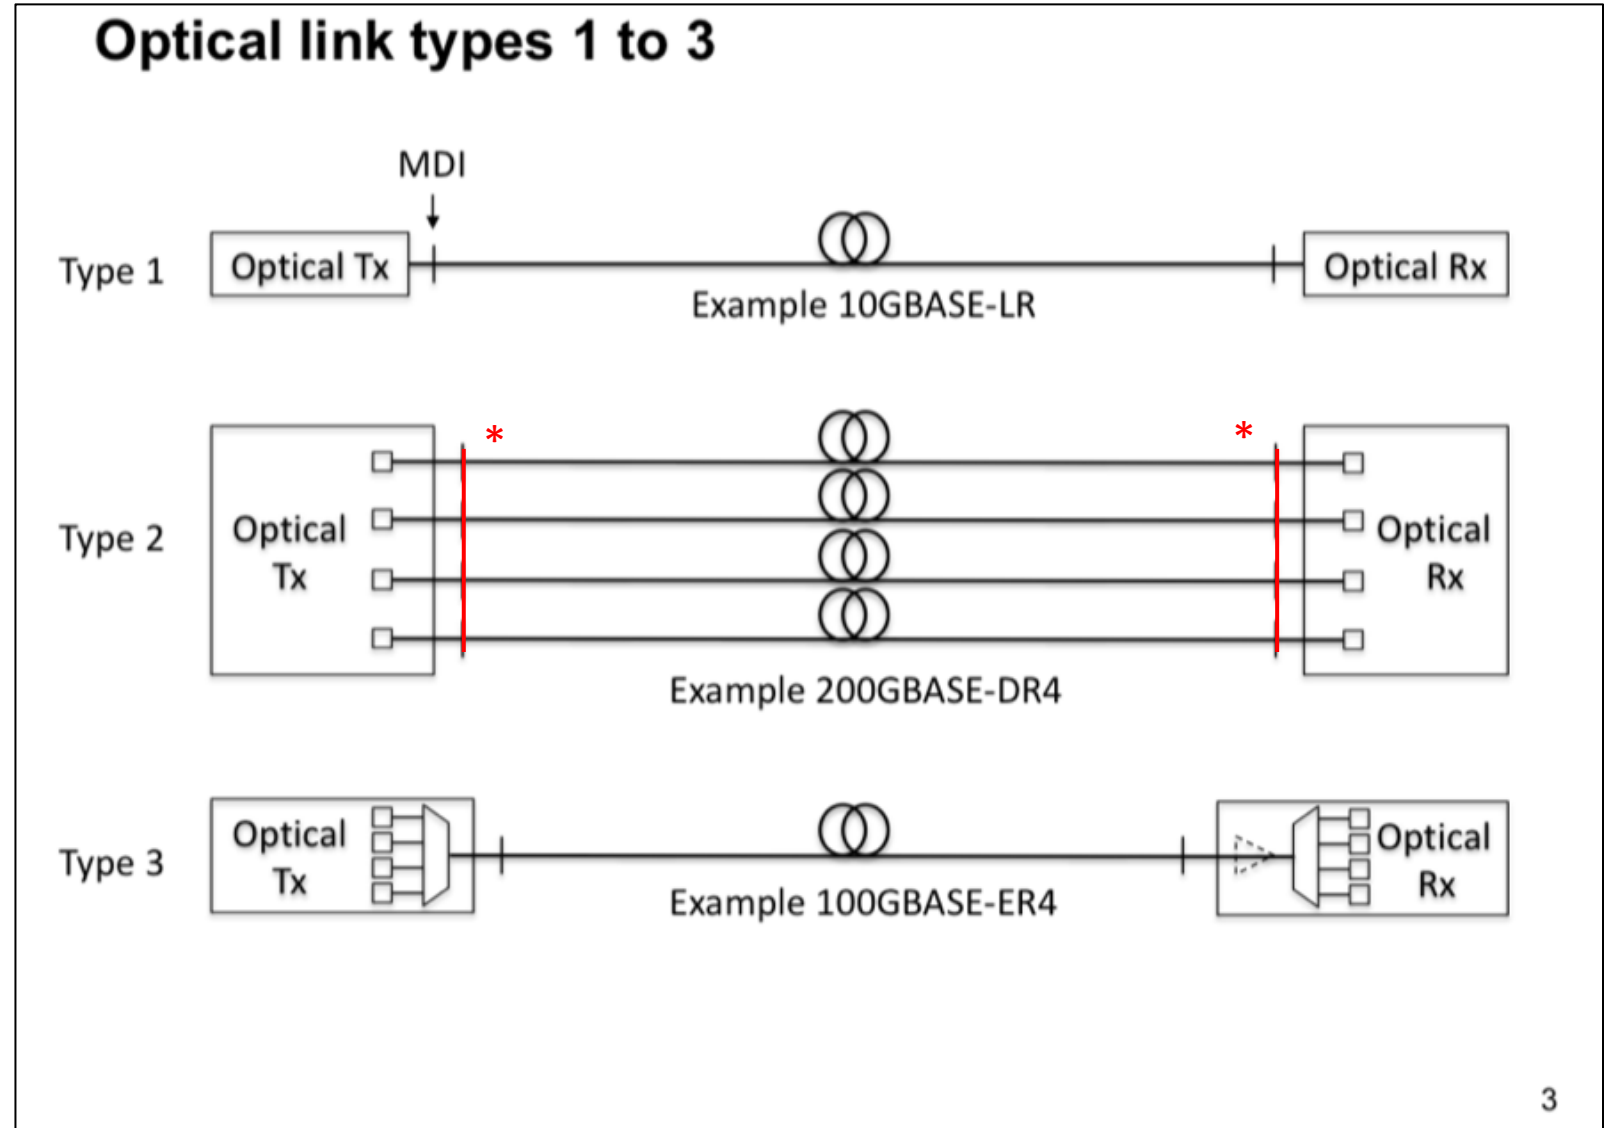 Optical link types 1 to 3
MDI
Type 1
Optical Tx
Optical Rx
Example 10GBASE-LR
*
*
Type 2
Optical
Tx
Optical
Rx
Example 200GBASE-DR4
Type 3
Optical
Tx
Optical
Rx
Example 100GBASE-ER4
3